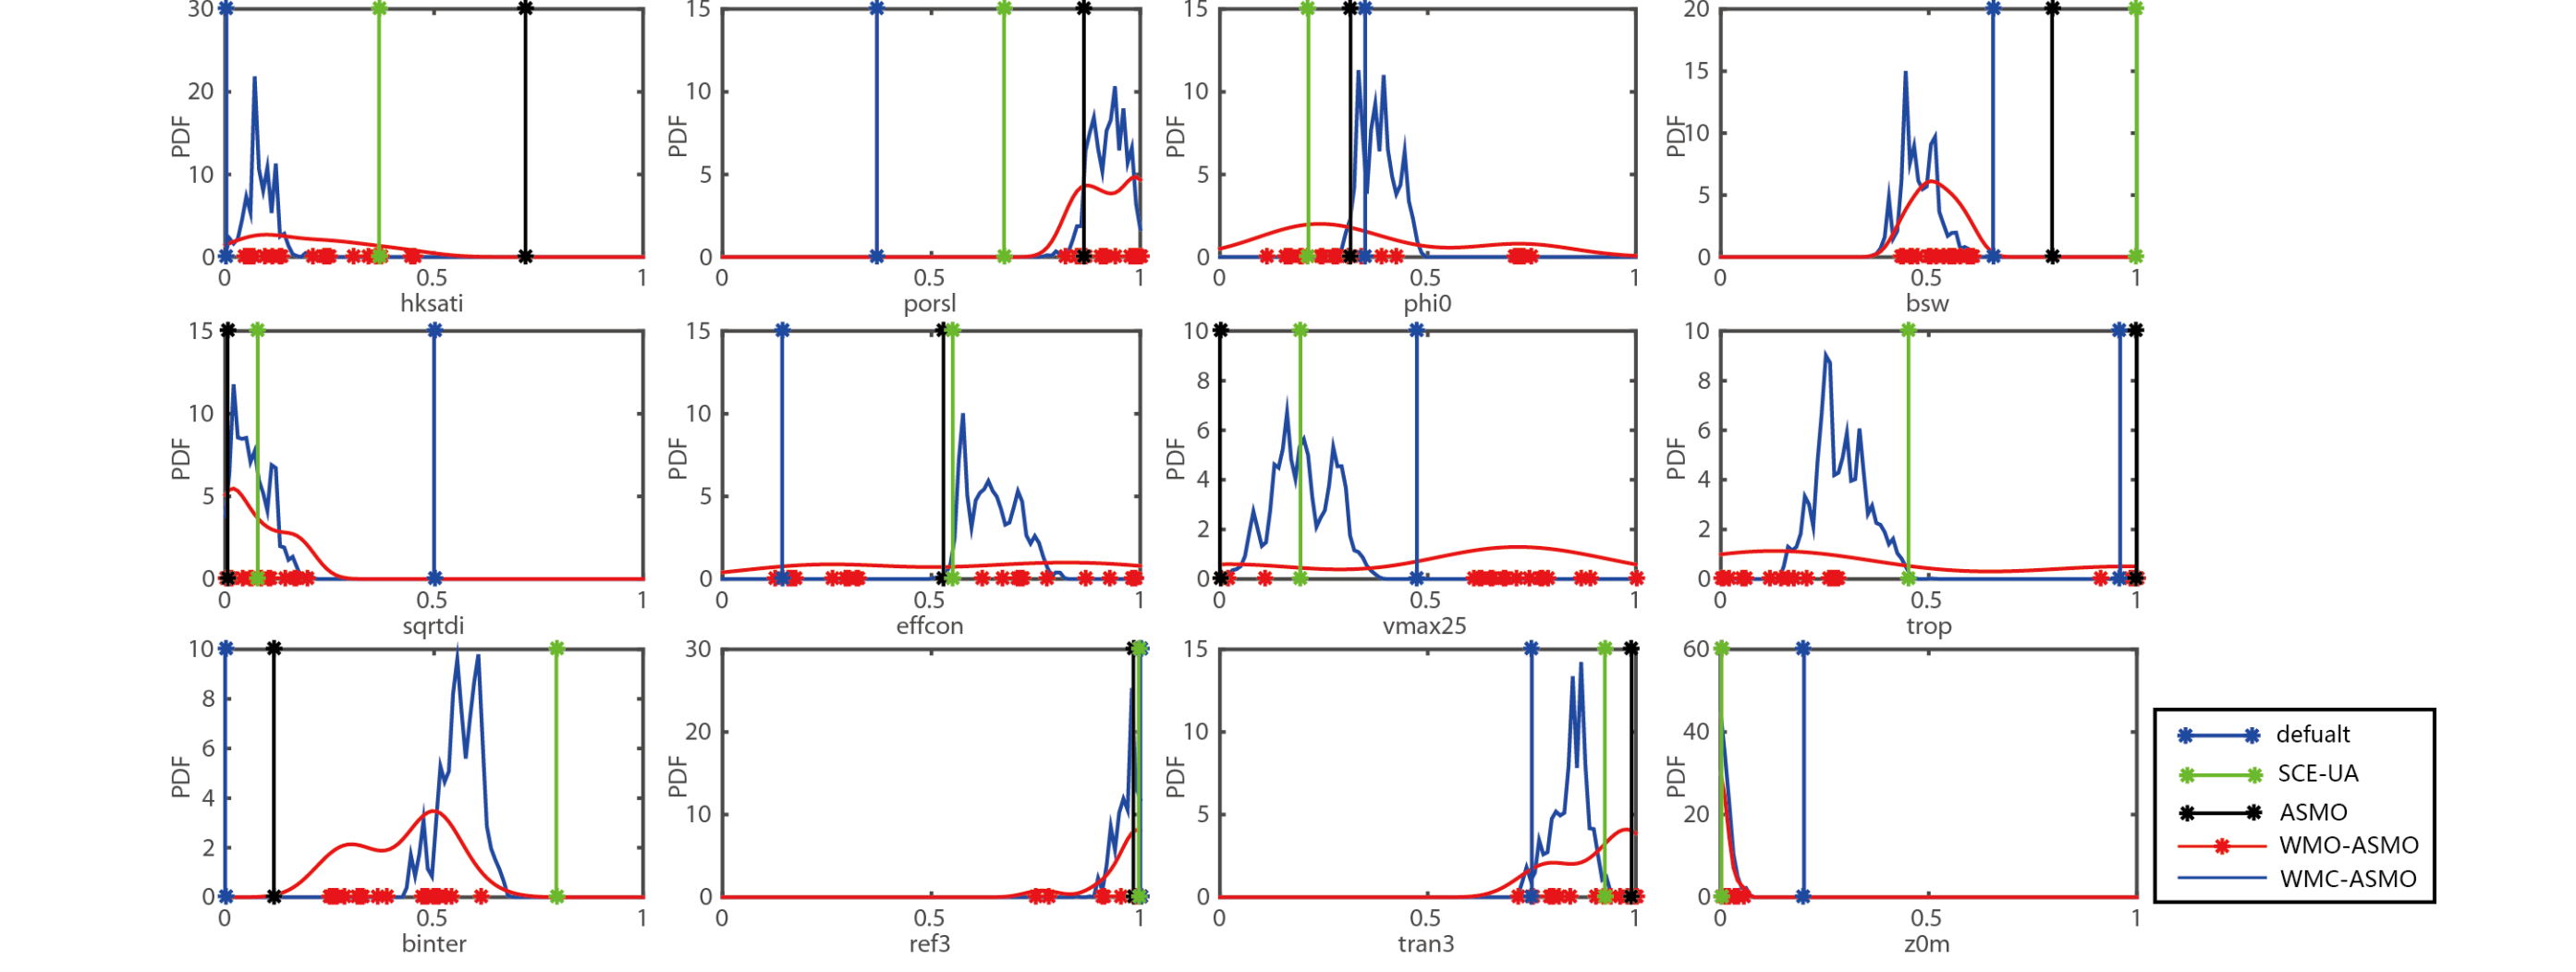 30
20
10
0
PDF
0 0.5 1
hksati
15
10
5
0
PDF
0 0.5 1
porsl
15
10
5
0
PDF
0 0.5 1
phi0
20
15
10
5
0
PDF
0 0.5 1
bsw
15
10
5
0
PDF
0 0.5 1
sqrtdi
15
10
5
0
PDF
0 0.5 1
effcon
10
8
6
4
2
0
PDF
0 0.5 1
vmax25
10
8
6
4
2
0
PDF
0 0.5 1
trop
10
8
6
4
2
0
PDF
0 0.5 1
binter
30
20
10
0
PDF
0 0.5 1
ref3
15
10
5
0
PDF
0 0.5 1
tran3
60
40
20
0
PDF
0 0.5 1
z0m
defualt
SCE-UA
ASMO
WMO-ASMO
WMC-ASMO